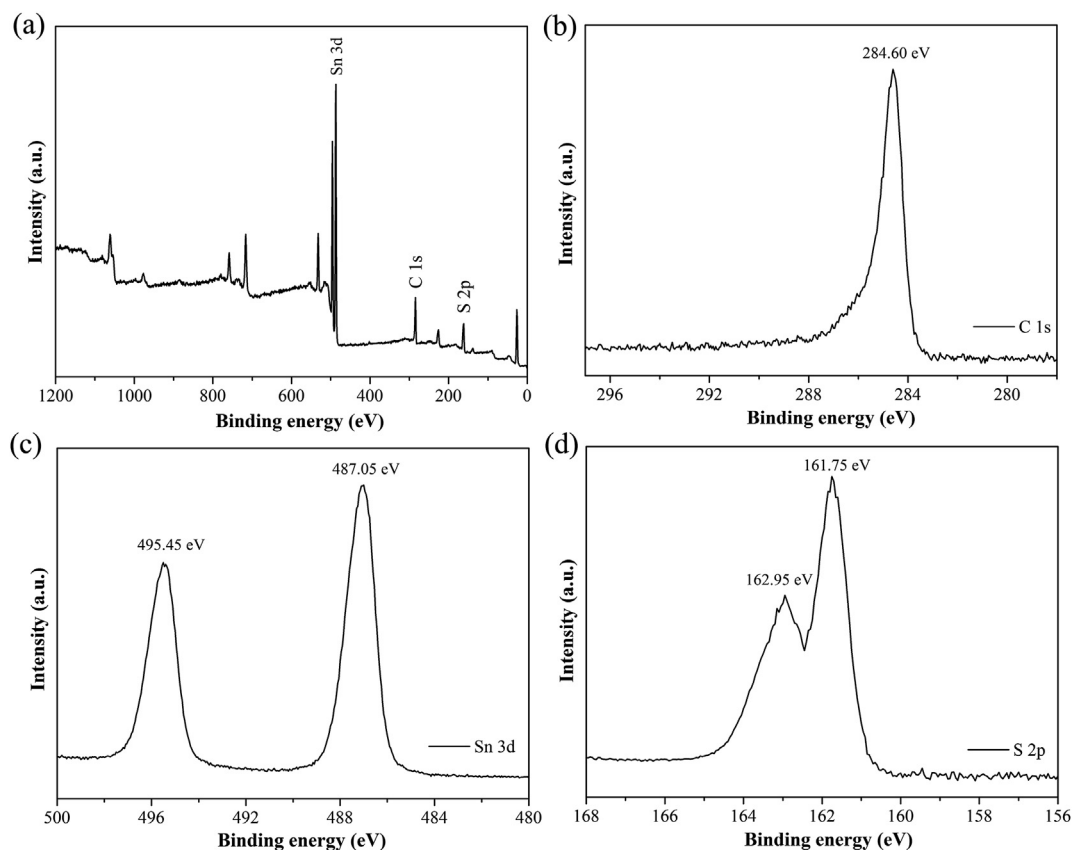 (a)
Sn 3d
C 1s
S 2p
Intensity (a.u.)
1200 1000 800 600 400 200 0
Binding energy (eV)
(b)
284.60 eV
C 1s
Intensity (a.u.)
296 292 288 284 280
Binding energy (eV)
(c)
487.05 eV
495.45 eV
Sn 3d
Intensity (a.u.)
500 496 492 488 484 480
Binding energy (eV)
(d)
161.75 eV
162.95 eV
S 2p
Intensity (a.u.)
168 166 164 162 160 158 156
Binding energy (eV)